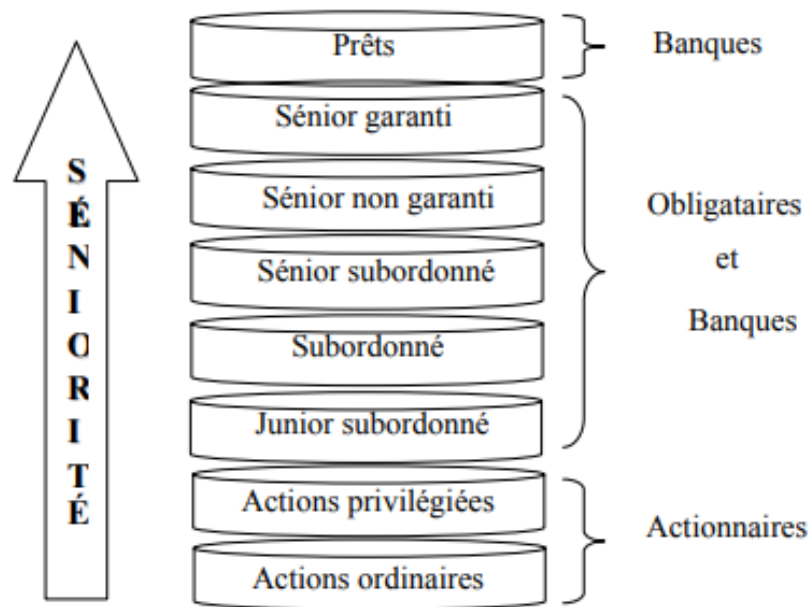 SÉNIORITÉ
Prêts
Sénior garanti
Sénior non garanti
Sénior subordonné
Subordonné
Junior subordonné
Actions privilégiées
Actions ordinaires
Banques
Obligataires
et
Banques
Actionnaires